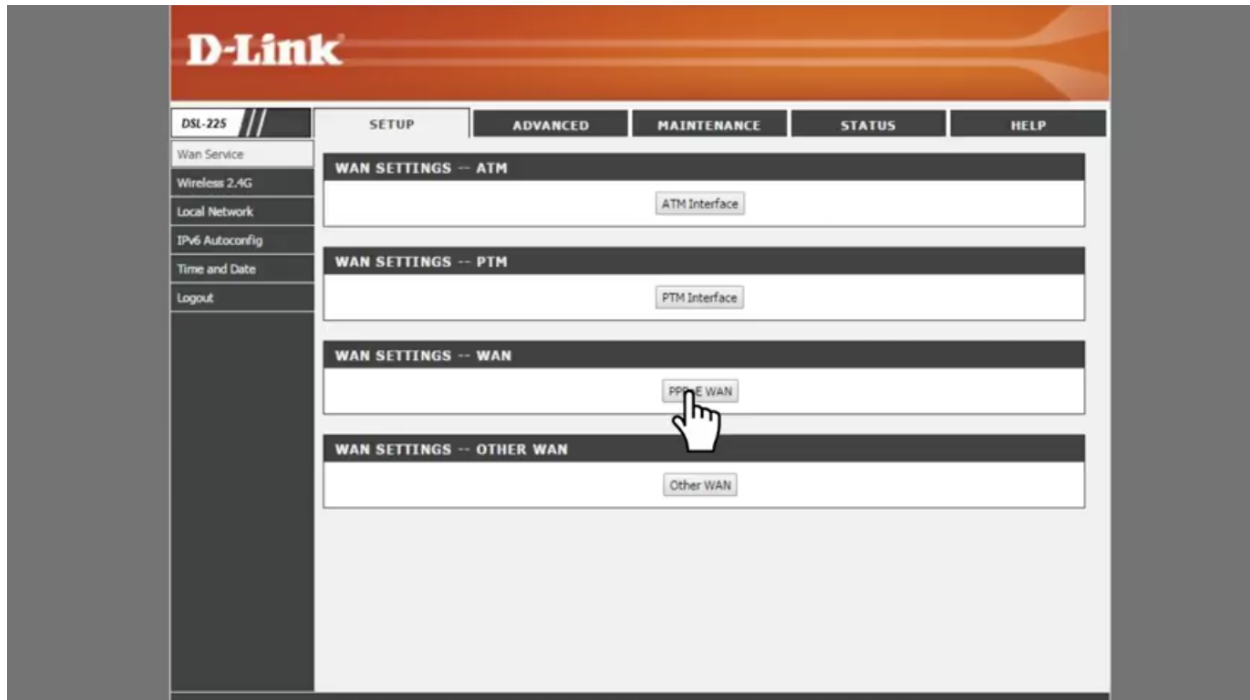 D-Link
DSL-225
SETUP
ADVANCED
MAINTENANCE
STATUS
HELP
Wan Service
Wireless 2.4G
Local Network
IPv6 Autoconfig
Time and Date
Logout
WAN SETTINGS -- ATM
ATM Interface
WAN SETTINGS -- PTM
PTM Interface
WAN SETTINGS -- WAN
WAN
WAN SETTINGS -- OTHER WAN
Other WAN